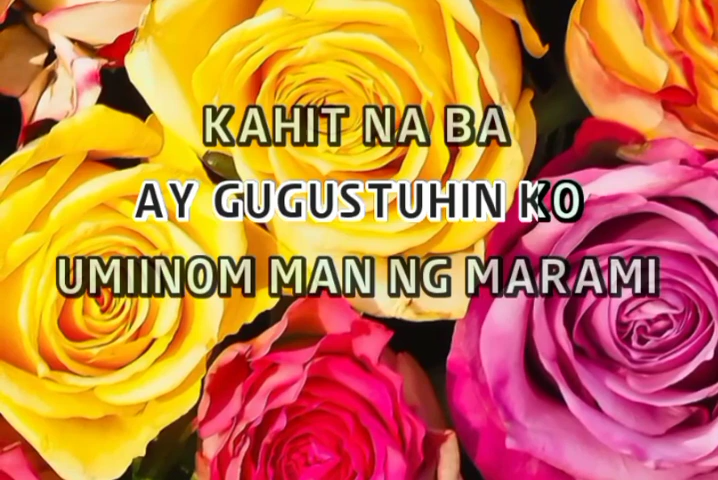 KAHIT NA BA
AY GUGUSTUHIN KO
UMIINOM MAN NG MARAMI